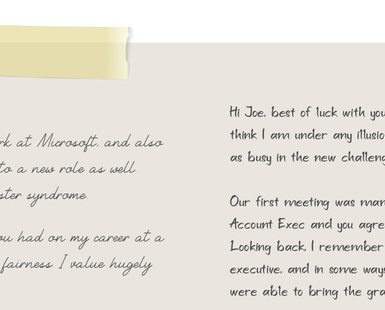 rk at Microsoft, and also
to a new role as well.
ster syndrome.
ou had on my career at a
fairness I value hugely
Hi Joe, best of luck with you
think I am under any illusio
as busy in the new challeng
Our first meeting was man
Account Exec and you agre
Looking back, I remember
executive, and in some ways
were able to bring the gra